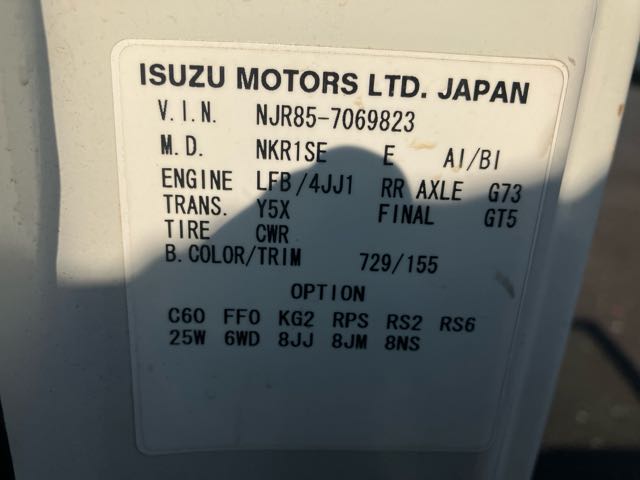 ISUZU MOTORS LTD. JAPAN
V.I.N. NJR85-7069823
M.D. NKR1SE E AI/BI
ENGINE LFB/4JJ1 RR AXLE G73
TRANS. Y5X FINAL GT5
TIRE CWR
B.COLOR/TRIM 729/155
OPTION
C60 FF0 KG2 RPS RS2 RS6
25W 6WD 8JJ 8JM 8NS